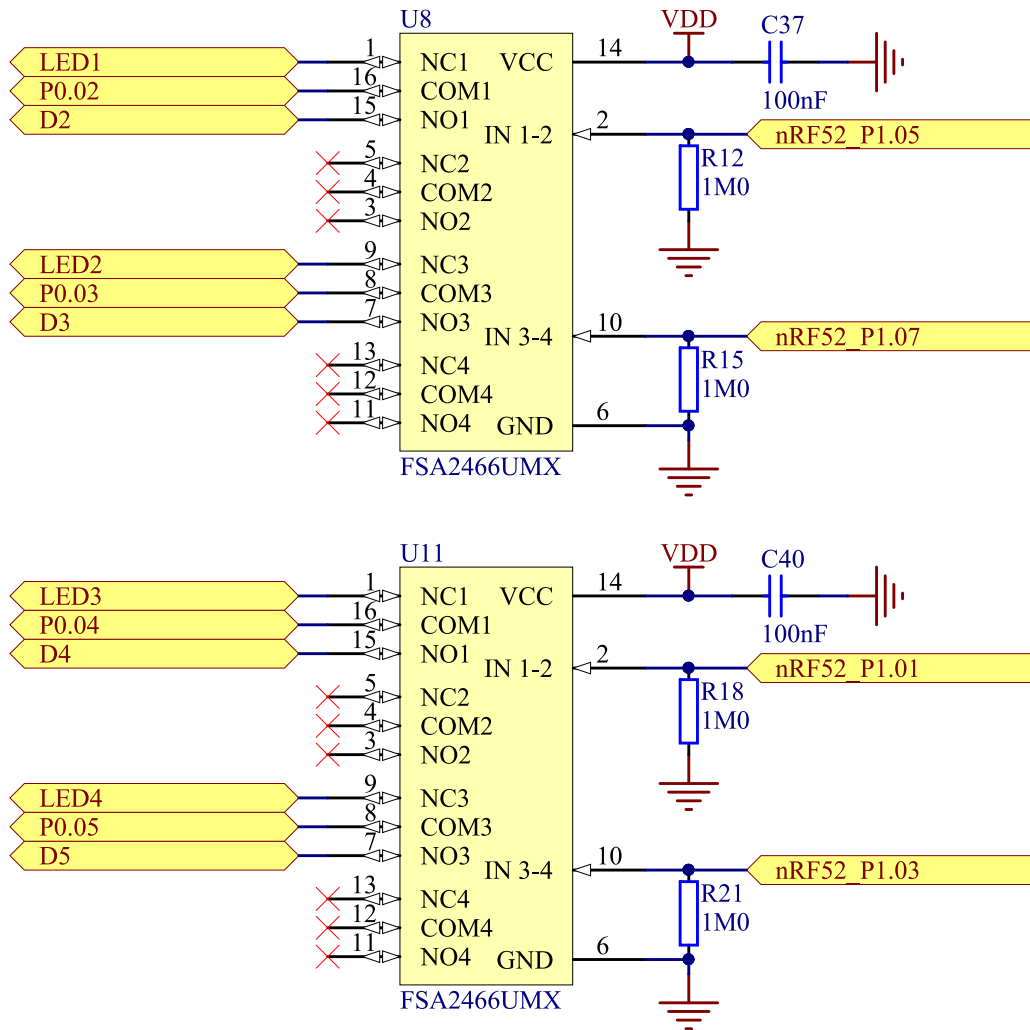 U8
VDD
C37
LED1 1 NC1 VCC 14
P0.02 16 COM1
100nF
D2 15 NO1
IN 1-2 2 nRF52_P1.05
5 NC2
R12
4 COM2
1M0
3 NO2
LED2 9 NC3
P0.03 8 COM3
D3 7 NO3
IN 3-4 10 nRF52_P1.07
13 NC4
R15
12 COM4
1M0
11 NO4
GND 6
FSA2466UMX
U11
VDD
C40
LED3 1 NC1 VCC 14
P0.04 16 COM1
100nF
D4 15 NO1
IN 1-2 2 nRF52_P1.01
5 NC2
R18
4 COM2
1M0
3 NO2
LED4 9 NC3
P0.05 8 COM3
D5 7 NO3
IN 3-4 10 nRF52_P1.03
13 NC4
R21
12 COM4
1M0
11 NO4
GND 6
FSA2466UMX